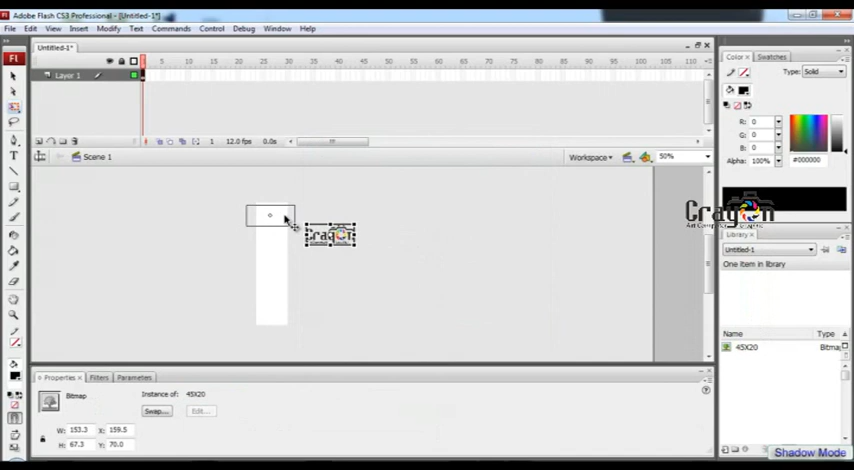 Adobe Flash CS3 Professional - [Untitled-1*]
File Edit View Insert Modify Text Commands Control Debug Window Help
Untitled-1*
Color Swatches
Fl
5 10 15 20 25 30 35 40 45 50 55 60 65 70 75 80 85 90 95 100 105 110
Type: Solid
Layer 1
R: 0
G: 0
B: 0
Alpha: 100% #000000
1 12.0 fps 0.0s
Scene 1
Workspace
50%
Crayon
Crayon
Library
Untitled-1
One item in library
Name Type
45X20 Bitmap
Properties Filters Parameters
Bitmap
Instance of: 45X20
Swap... Edit...
W: 153.3 X: 159.5
H: 67.3 Y: 70.0
Shadow Mode